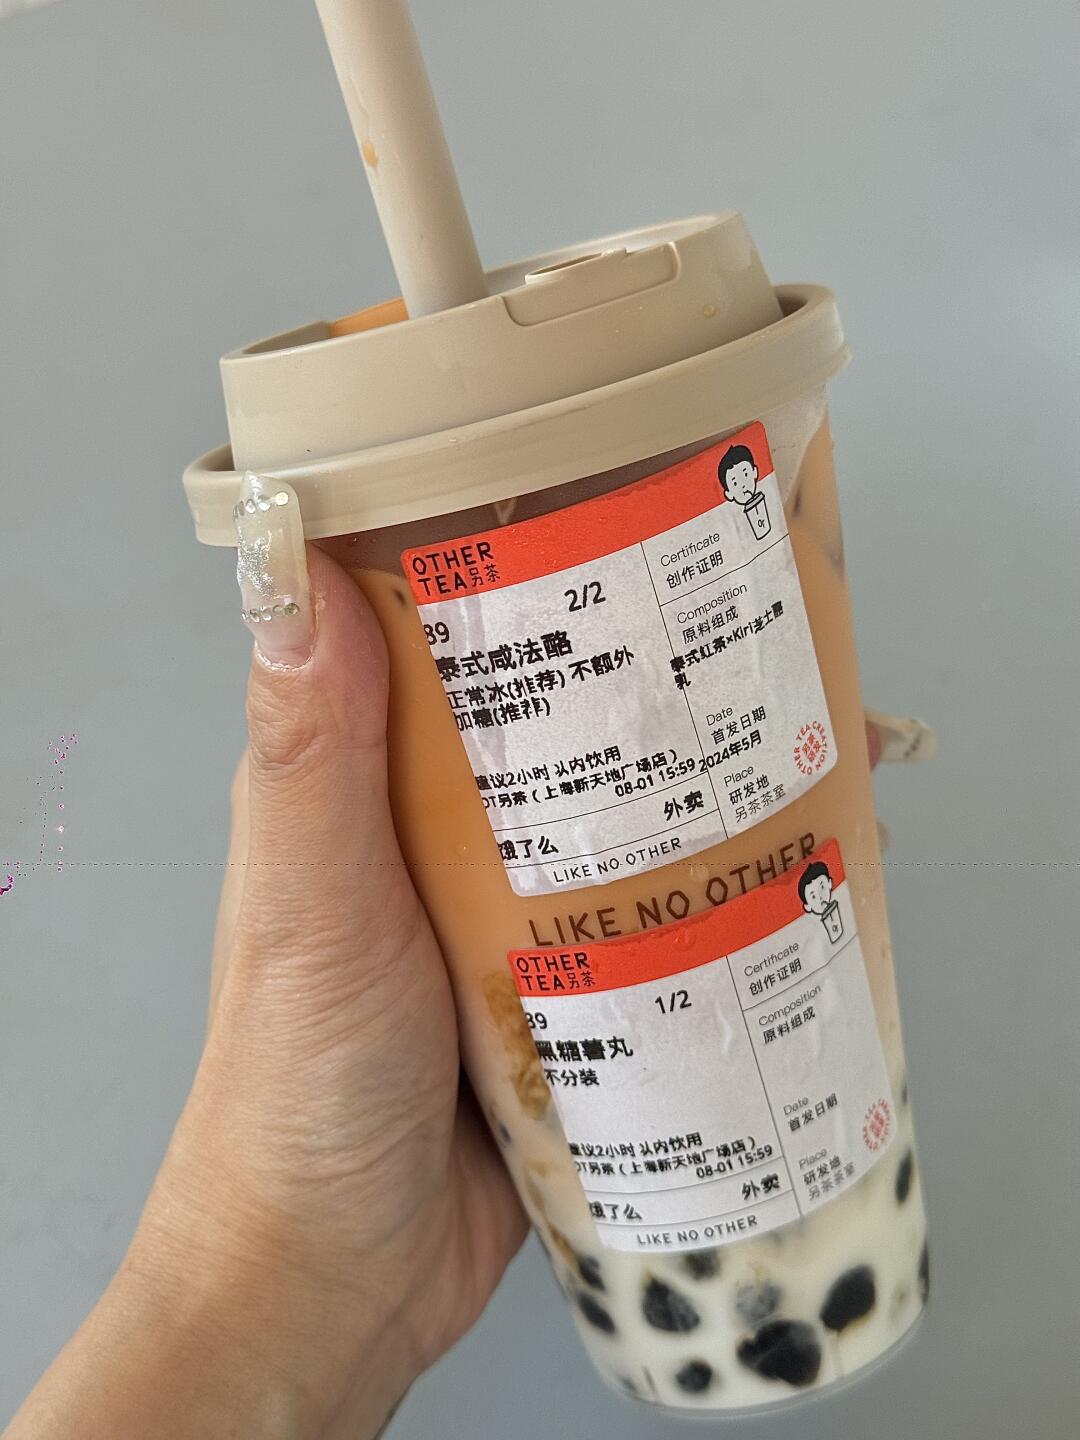 OTHER
TEA另茶
2/2
89
泰式咸法酪
正常冰(推荐) 不额外
加糖(推荐)
建议2小时 以内饮用
OT另茶（上海新天地广场店）
08-01 15:59
外卖
饿了么
LIKE NO OTHER
Certificate
创作证明
Composition
原料组成
泰式红茶×Kiri芝士酪
乳
Date
首发日期
2024年5月
Place
研发地
另茶茶室
LIKE NO OTHER
OTHER
TEA另茶
1/2
89
黑糖薯丸
不分装
建议2小时 以内饮用
OT另茶（上海新天地广场店）
08-01 15:59
外卖
饿了么
LIKE NO OTHER
Certificate
创作证明
Composition
原料组成
Date
首发日期
Place
研发地
另茶茶室